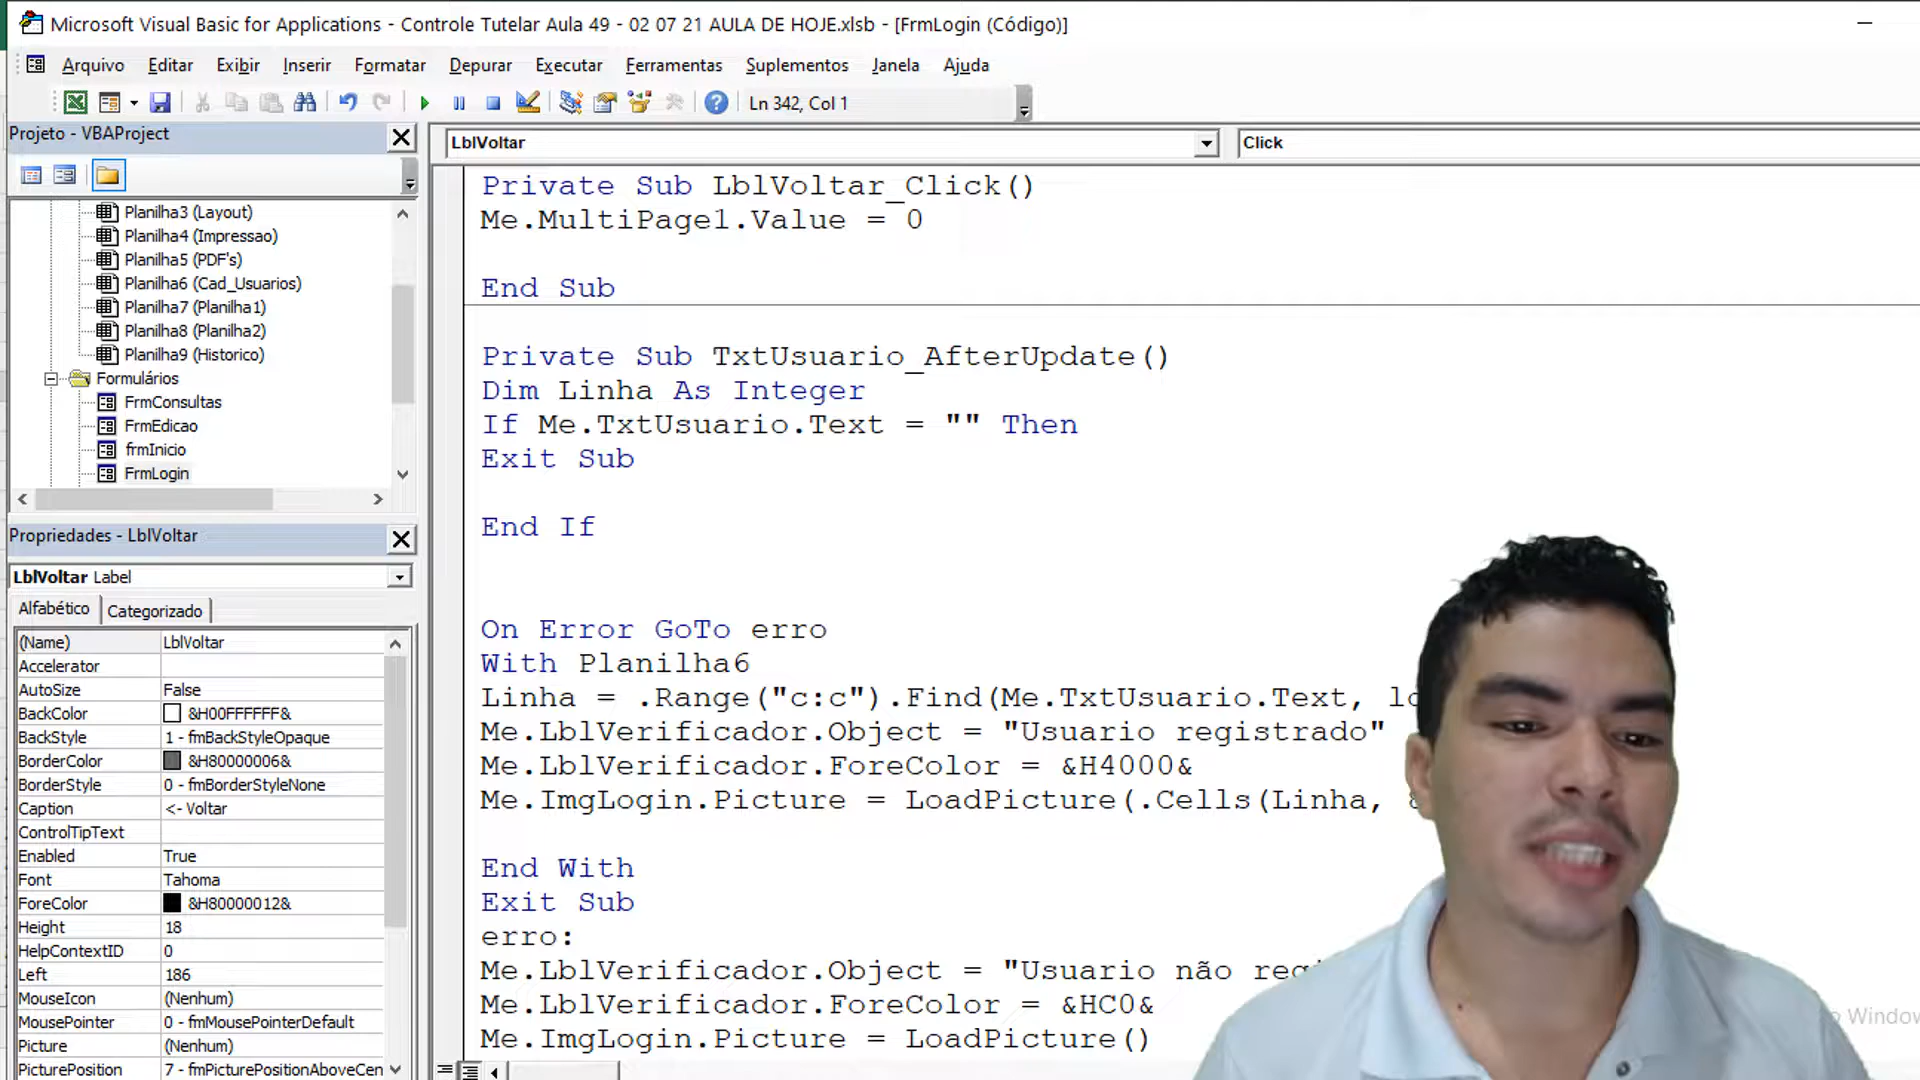 Microsoft Visual Basic for Applications - Controle Tutelar Aula 49 - 02 07 21 AULA DE HOJE.xlsb - [FrmLogin (Código)]
Arquivo Editar Exibir Inserir Formatar Depurar Executar Ferramentas Suplementos Janela Ajuda
Ln 342, Col 1
Projeto - VBAProject
Planilha3 (Layout)
Planilha4 (Impressao)
Planilha5 (PDF's)
Planilha6 (Cad_Usuarios)
Planilha7 (Planilha1)
Planilha8 (Planilha2)
Planilha9 (Historico)
Formulários
FrmConsultas
FrmEdicao
frmInicio
FrmLogin
Propriedades - LblVoltar
LblVoltar Label
Alfabético Categorizado
(Name) LblVoltar
Accelerator
AutoSize False
BackColor &H00FFFFFF&
BackStyle 1 - fmBackStyleOpaque
BorderColor &H80000006&
BorderStyle 0 - fmBorderStyleNone
Caption <- Voltar
ControlTipText
Enabled True
Font Tahoma
ForeColor &H80000012&
Height 18
HelpContextID 0
Left 186
MouseIcon (Nenhum)
MousePointer 0 - fmMousePointerDefault
Picture (Nenhum)
PicturePosition 7 - fmPicturePositionAboveCen
LblVoltar Click
Private Sub LblVoltar_Click()
Me.MultiPage1.Value = 0
End Sub
Private Sub TxtUsuario_AfterUpdate()
Dim Linha As Integer
If Me.TxtUsuario.Text = "" Then
Exit Sub
End If
On Error GoTo erro
With Planilha6
Linha = .Range("c:c").Find(Me.TxtUsuario.Text, lo
Me.LblVerificador.Object = "Usuario registrado"
Me.LblVerificador.ForeColor = &H4000&
Me.ImgLogin.Picture = LoadPicture(.Cells(Linha,
End With
Exit Sub
erro:
Me.LblVerificador.Object = "Usuario não reg
Me.LblVerificador.ForeColor = &HC0&
Me.ImgLogin.Picture = LoadPicture()
Window